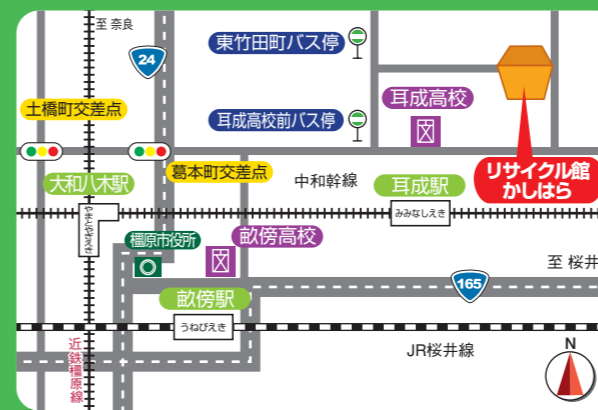 至 奈良
24
東竹田町バス停
耳成高校
土橋町交差点
耳成高校前バス停
葛本町交差点
中和幹線
リサイクル館
かしはら
大和八木駅
やまとやぎえき
耳成駅
みみなしえき
橿原市役所
畝傍高校
至 桜井
165
畝傍駅
うねびえき
近鉄橿原線
JR桜井線
N